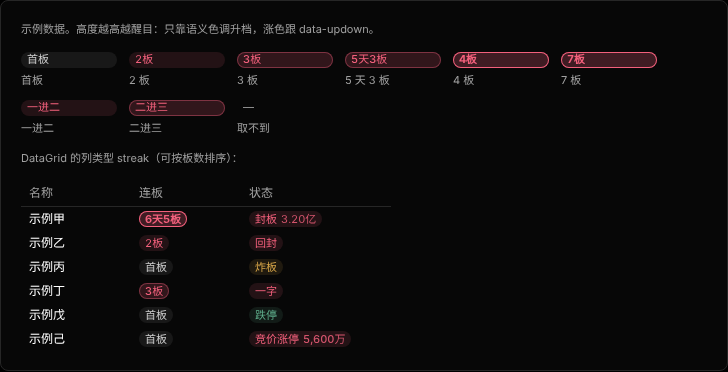 示例数据。高度越高越醒目：只靠语义色调升档，涨色跟 data-updown。
首板 2板 3板 5天3板 4板 7板
首板 2 板 3 板 5 天 3 板 4 板 7 板
一进二 二进三 —
一进二 二进三 取不到
DataGrid 的列类型 streak（可按板数排序）：
名称 连板 状态
示例甲 6天5板 封板 3.20亿
示例乙 2板 回封
示例丙 首板 炸板
示例丁 3板 一字
示例戊 首板 跌停
示例己 首板 竞价涨停 5,600万